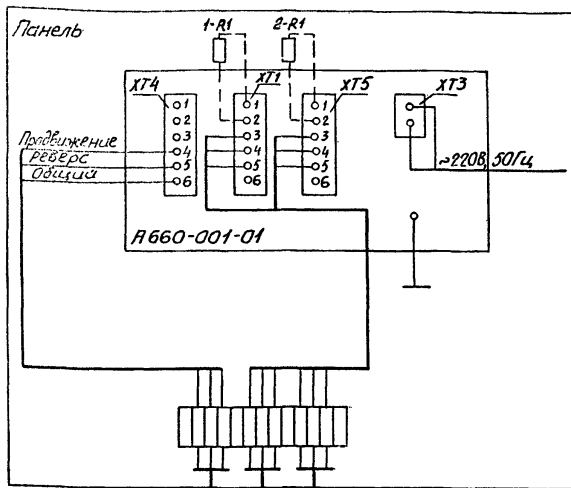 Панель
1-R1
2-R1
XT4
XT1
XT5
XT3
1
2
3
4
5
6
1
2
3
4
5
6
1
2
3
4
5
6
Продвижение
Реверс
Общий
~220В, 50Гц
А660-001-01